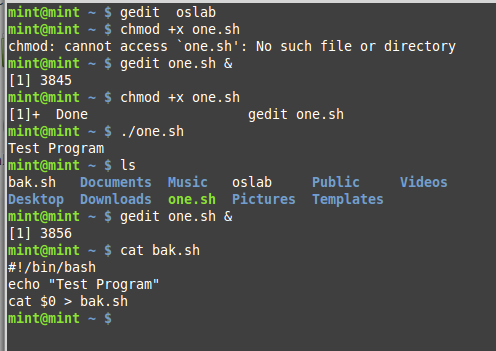 mint@mint ~ $ gedit  oslab
mint@mint ~ $ chmod +x one.sh
chmod: cannot access `one.sh': No such file or directory
mint@mint ~ $ gedit one.sh &
[1] 3845
mint@mint ~ $ chmod +x one.sh
[1]+  Done                    gedit one.sh
mint@mint ~ $ ./one.sh
Test Program
mint@mint ~ $ ls
bak.sh   Documents  Music   oslab     Public     Videos
Desktop  Downloads  one.sh  Pictures  Templates
mint@mint ~ $ gedit one.sh &
[1] 3856
mint@mint ~ $ cat bak.sh
#!/bin/bash
echo "Test Program"
cat $0 > bak.sh
mint@mint ~ $